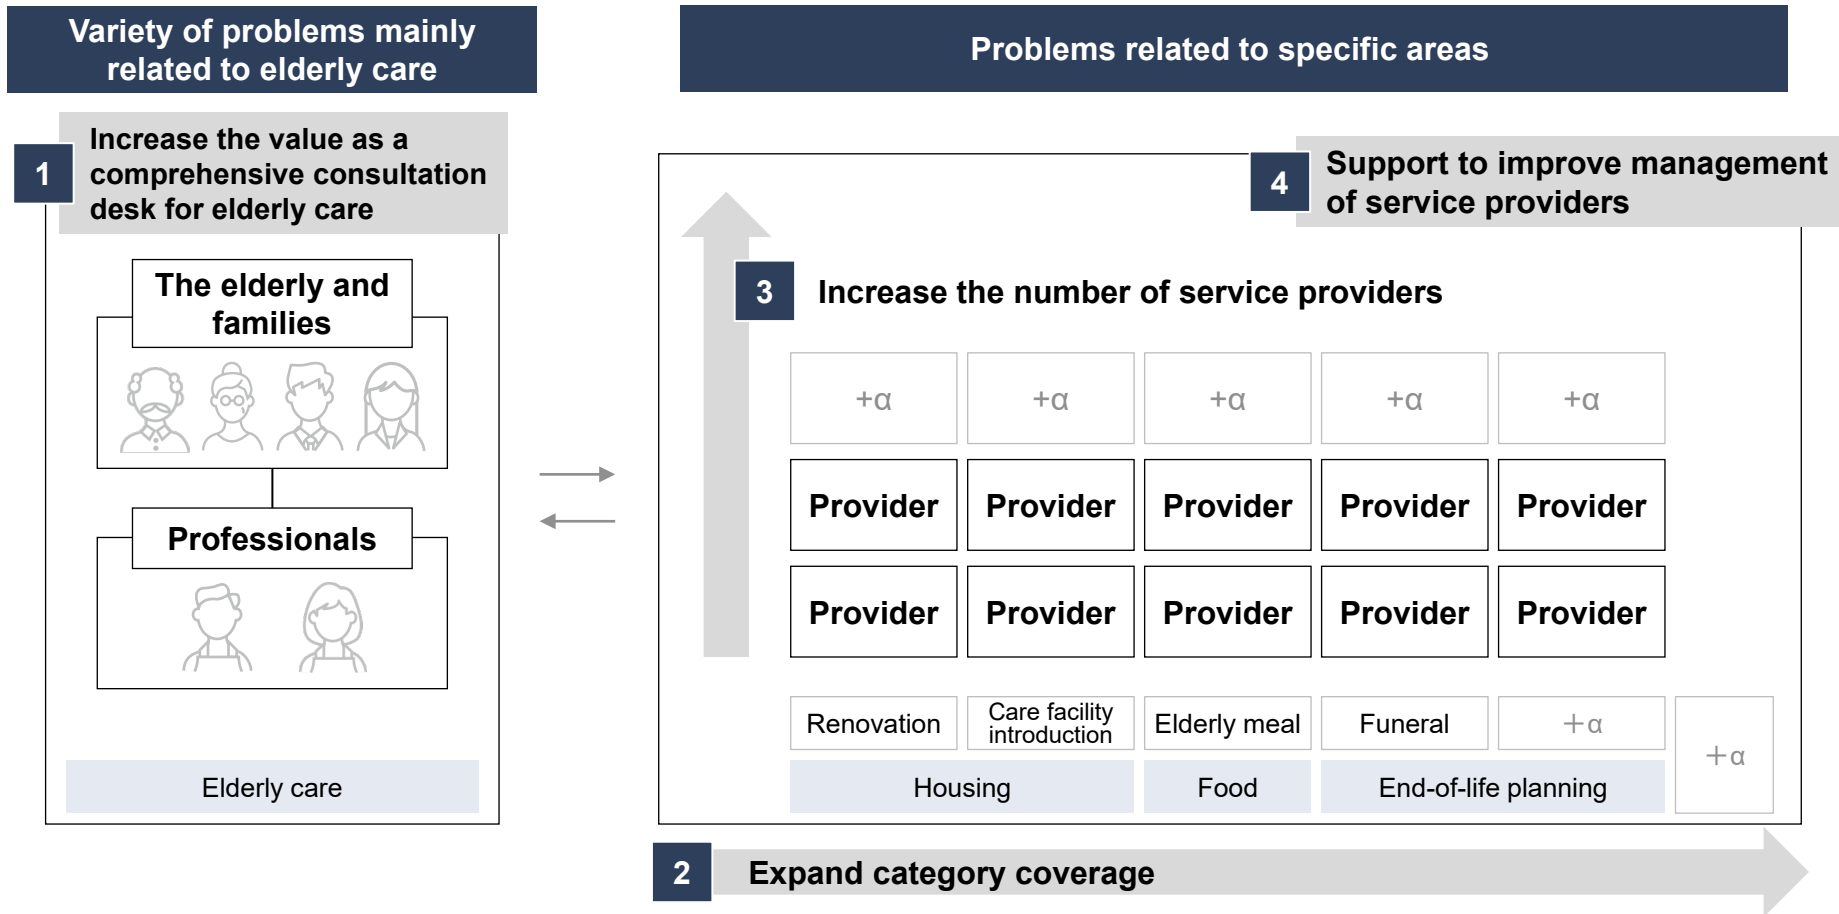 Variety of problems mainly
related to elderly care
Problems related to specific areas
1
Increase the value as a
comprehensive consultation
desk for elderly care
The elderly and
families
Professionals
Elderly care
4
Support to improve management
of service providers
3
Increase the number of service providers
+α
+α
+α
+α
+α
Provider
Provider
Provider
Provider
Provider
Provider
Provider
Provider
Provider
Provider
Renovation
Care facility
introduction
Elderly meal
Funeral
+α
+α
Housing
Food
End-of-life planning
2
Expand category coverage